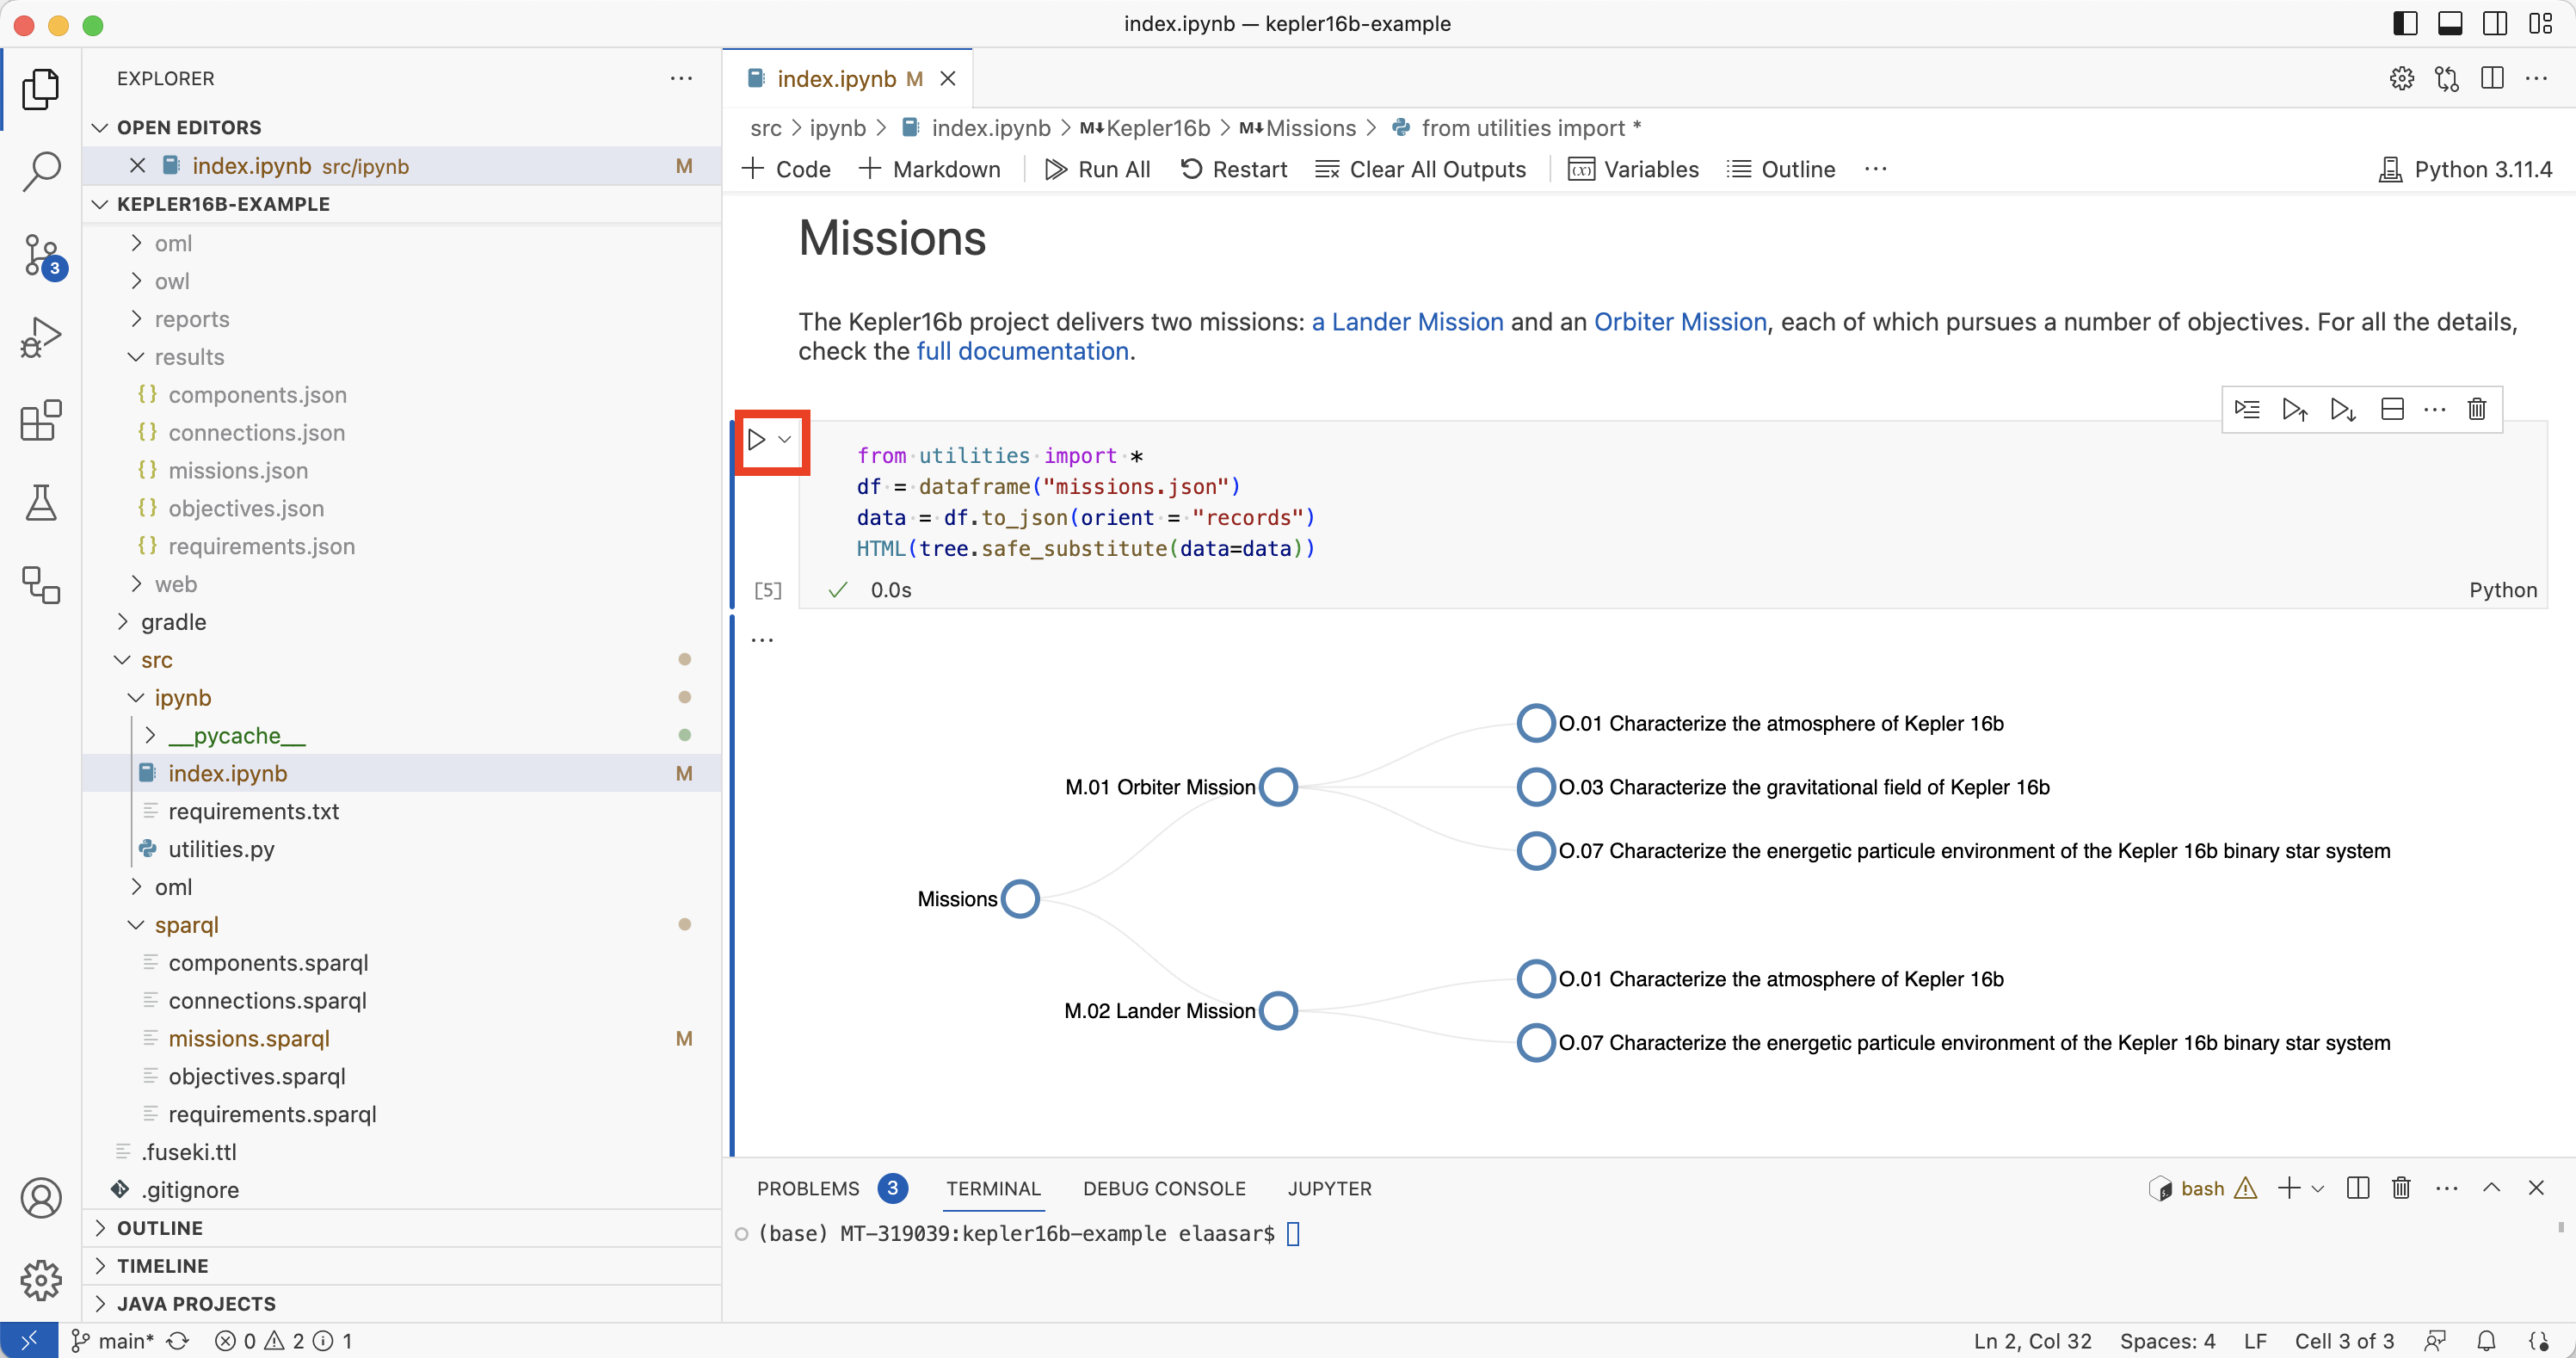 index.ipynb — kepler16b-example
EXPLORER
OPEN EDITORS
index.ipynb src/ipynb M
KEPLER16B-EXAMPLE
oml
owl
reports
results
components.json
connections.json
missions.json
objectives.json
requirements.json
web
gradle
src
ipynb
__pycache__
index.ipynb M
requirements.txt
utilities.py
oml
sparql
components.sparql
connections.sparql
missions.sparql M
objectives.sparql
requirements.sparql
.fuseki.ttl
.gitignore
OUTLINE
TIMELINE
JAVA PROJECTS
3
index.ipynb M
src > ipynb > index.ipynb > M↓Kepler16b > M↓Missions > from utilities import *
+ Code + Markdown Run All Restart Clear All Outputs Variables Outline ··· Python 3.11.4
Missions
The Kepler16b project delivers two missions: a Lander Mission and an Orbiter Mission, each of which pursues a number of objectives. For all the details,
check the full documentation.
from utilities import *
df = dataframe("missions.json")
data = df.to_json(orient = "records")
HTML(tree.safe_substitute(data=data))
[5] ✓ 0.0s Python
O.01 Characterize the atmosphere of Kepler 16b
M.01 Orbiter Mission
O.03 Characterize the gravitational field of Kepler 16b
O.07 Characterize the energetic particule environment of the Kepler 16b binary star system
Missions
O.01 Characterize the atmosphere of Kepler 16b
M.02 Lander Mission
O.07 Characterize the energetic particule environment of the Kepler 16b binary star system
PROBLEMS 3 TERMINAL DEBUG CONSOLE JUPYTER bash
(base) MT-319039:kepler16b-example elaasar$
main* 0 2 1 Ln 2, Col 32 Spaces: 4 LF Cell 3 of 3